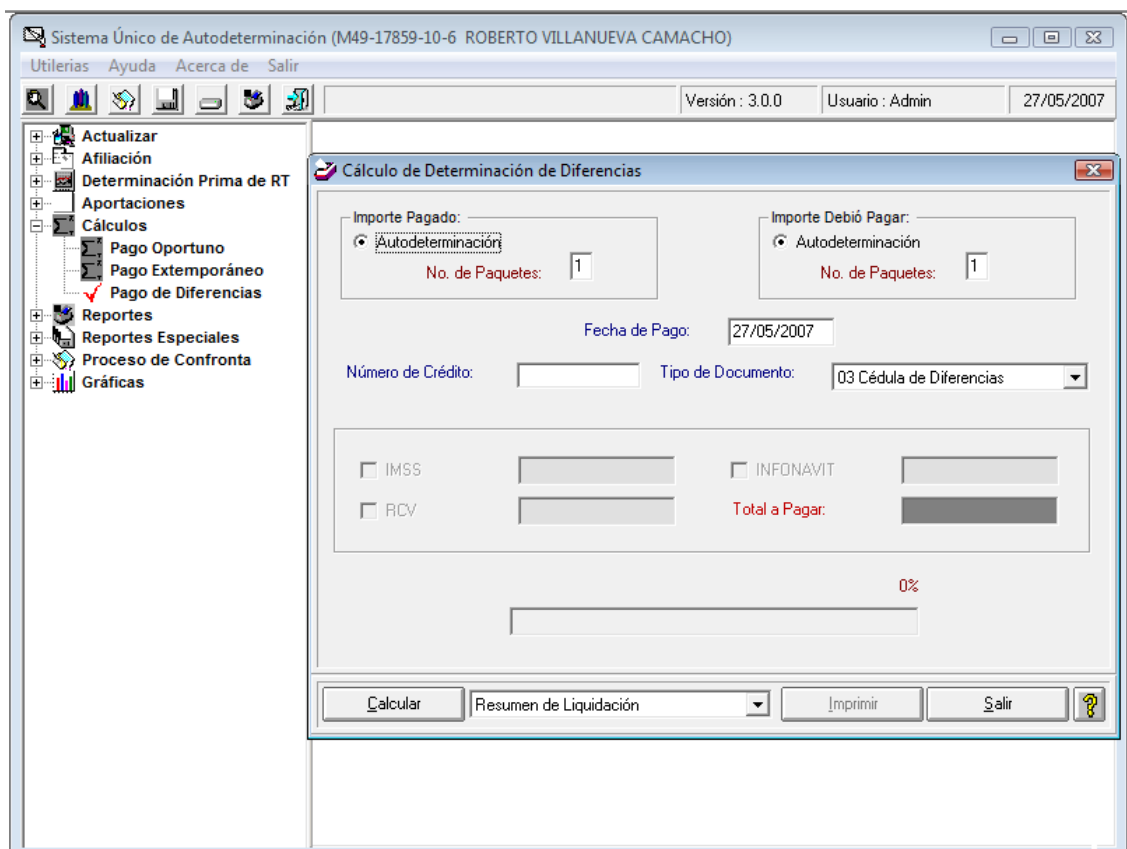 Sistema Único de Autodeterminación (M49-17859-10-6 ROBERTO VILLANUEVA CAMACHO)
Utilerias Ayuda Acerca de Salir
Versión : 3.0.0 Usuario : Admin 27/05/2007
Actualizar
Afiliación
Determinación Prima de RT
Aportaciones
Cálculos
Pago Oportuno
Pago Extemporáneo
Pago de Diferencias
Reportes
Reportes Especiales
Proceso de Confronta
Gráficas
Cálculo de Determinación de Diferencias
Importe Pagado: Importe Debió Pagar:
Autodeterminación Autodeterminación
No. de Paquetes: 1 No. de Paquetes: 1
Fecha de Pago: 27/05/2007
Número de Crédito: Tipo de Documento: 03 Cédula de Diferencias
IMSS INFONAVIT
RCV Total a Pagar:
0%
Calcular Resumen de Liquidación Imprimir Salir ?